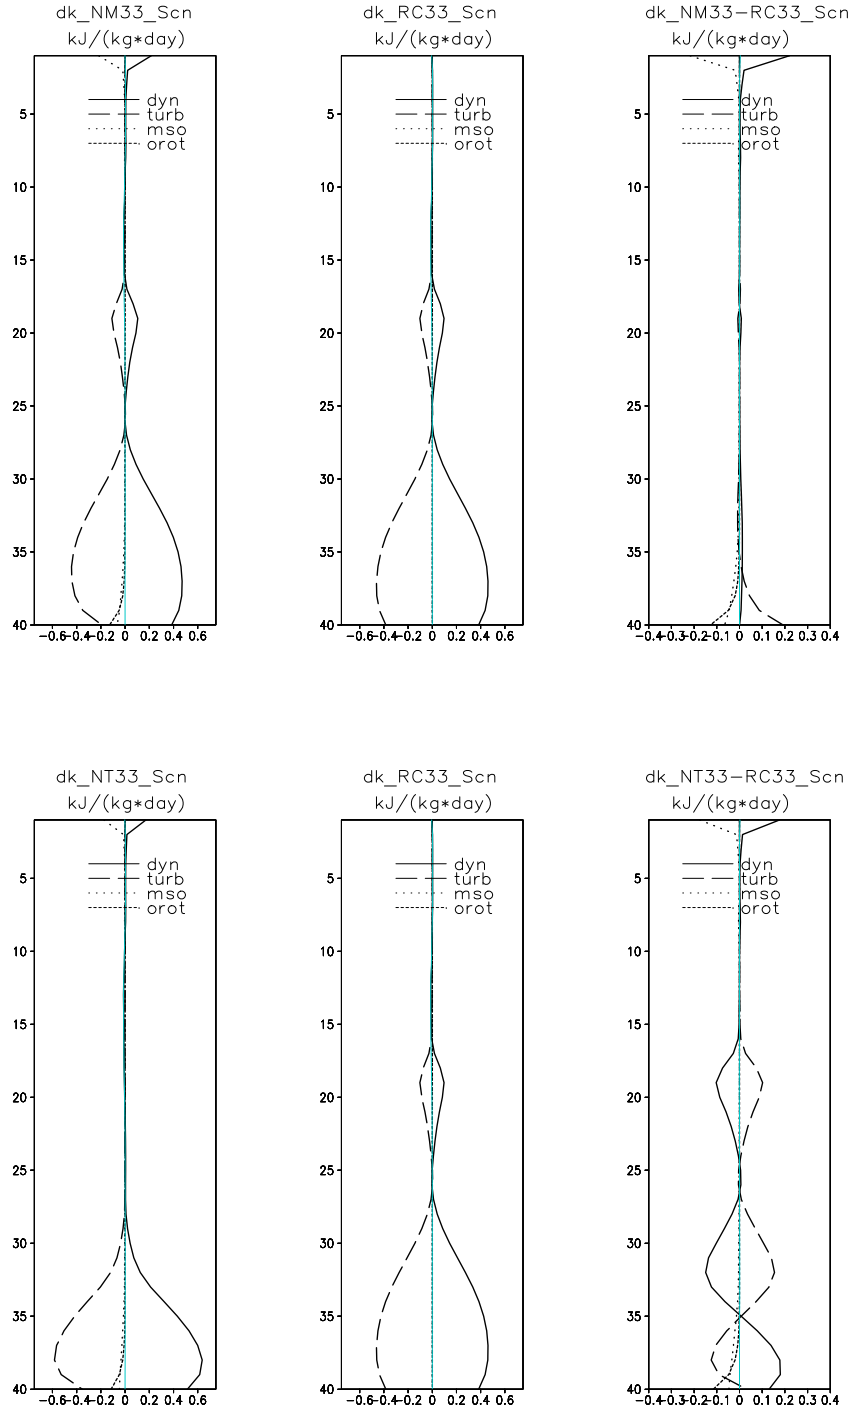 dk_NM33_Scn
kJ/(kg*day)
dyn
turb
mso
orot
5
10
15
20
25
30
35
40
-0.6 -0.4 -0.2 0 0.2 0.4 0.6
dk_RC33_Scn
kJ/(kg*day)
dyn
turb
mso
orot
5
10
15
20
25
30
35
40
-0.6 -0.4 -0.2 0 0.2 0.4 0.6
dk_NM33-RC33_Scn
kJ/(kg*day)
dyn
turb
mso
orot
5
10
15
20
25
30
35
40
-0.4 -0.3 -0.2 -0.1 0 0.1 0.2 0.3 0.4
dk_NT33_Scn
kJ/(kg*day)
dyn
turb
mso
orot
5
10
15
20
25
30
35
40
-0.6 -0.4 -0.2 0 0.2 0.4 0.6
dk_RC33_Scn
kJ/(kg*day)
dyn
turb
mso
orot
5
10
15
20
25
30
35
40
-0.6 -0.4 -0.2 0 0.2 0.4 0.6
dk_NT33-RC33_Scn
kJ/(kg*day)
dyn
turb
mso
orot
5
10
15
20
25
30
35
40
-0.4 -0.3 -0.2 -0.1 0 0.1 0.2 0.3 0.4